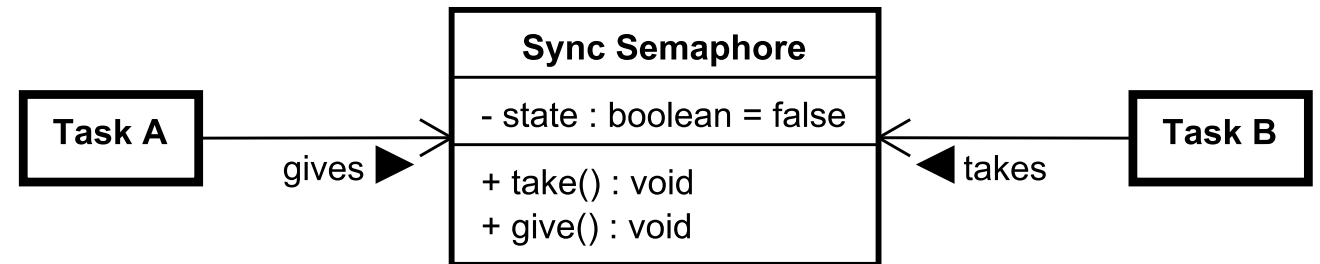 Sync Semaphore
- state : boolean = false
+ take() : void
+ give() : void
Task A
gives
Task B
takes